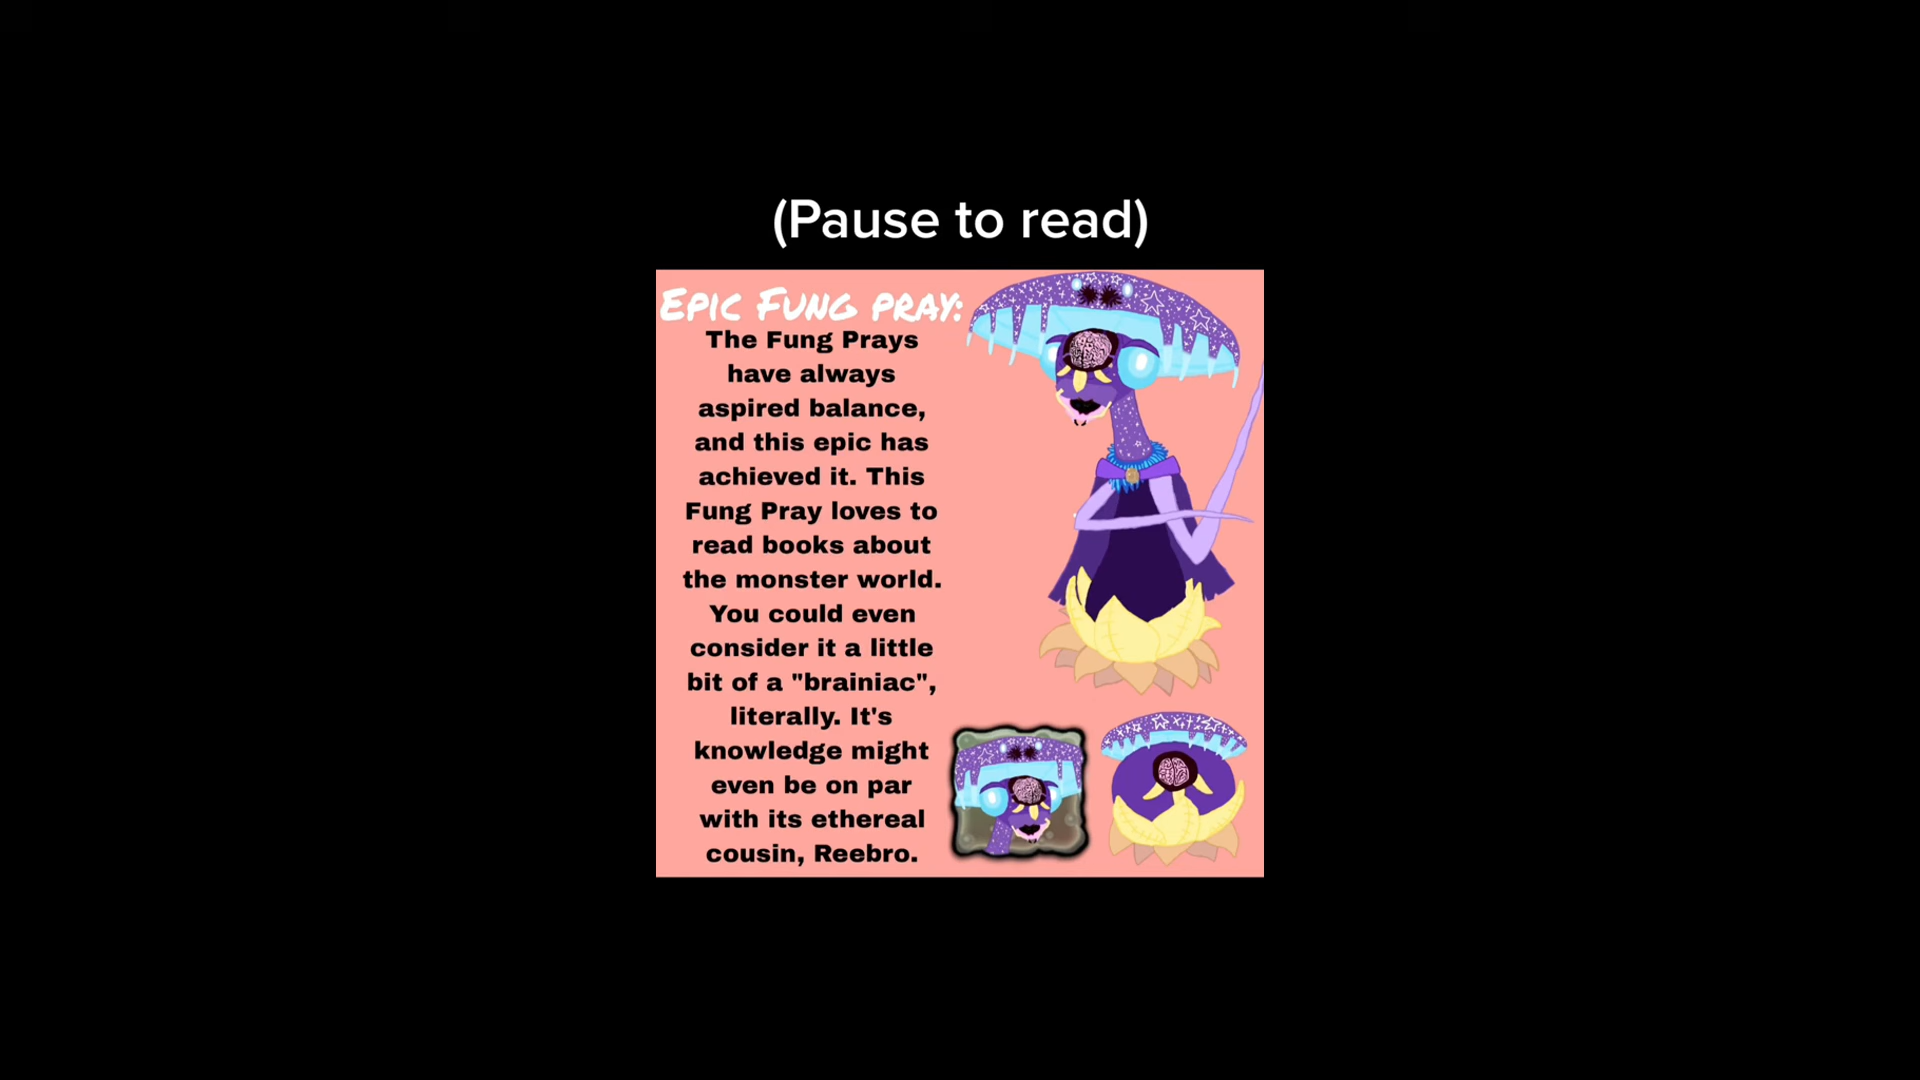 (Pause to read)
Epic Fung pray:
The Fung Prays
have always
aspired balance,
and this epic has
achieved it. This
Fung Pray loves to
read books about
the monster world.
You could even
consider it a little
bit of a "brainiac",
literally. It's
knowledge might
even be on par
with its ethereal
cousin, Reebro.